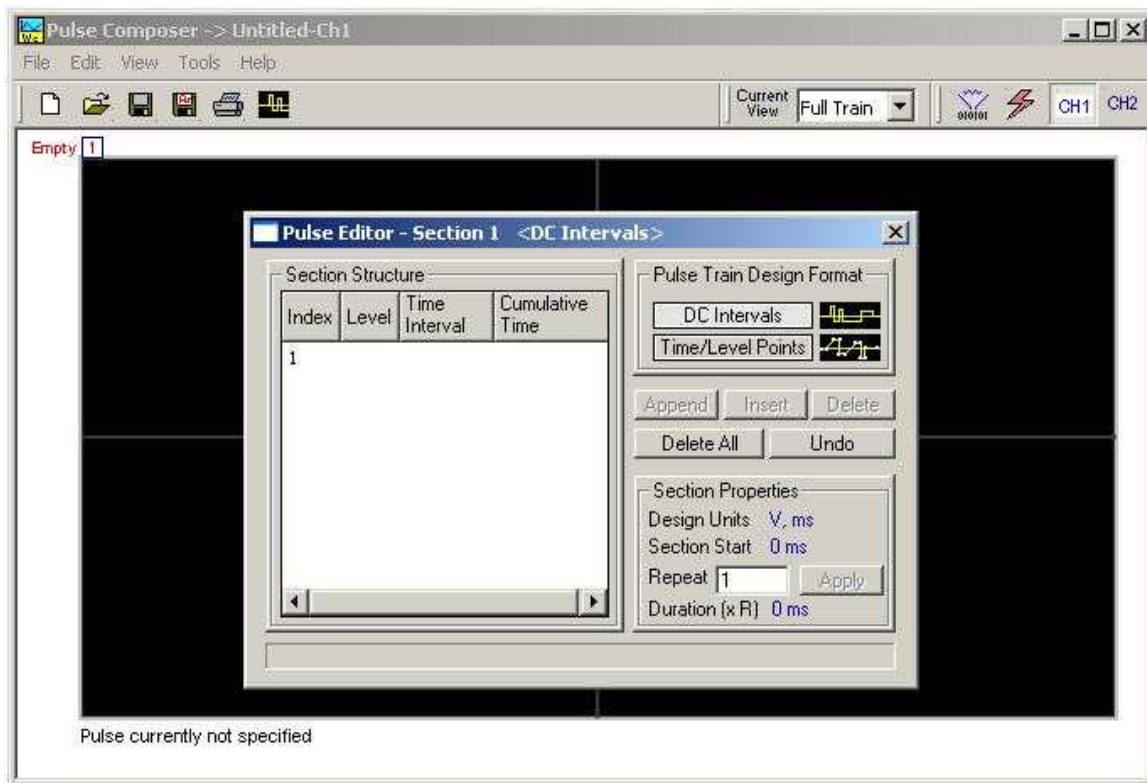 Pulse Composer -> Untitled-Ch1
File Edit View Tools Help
Current View Full Train 010101 CH1 CH2
Empty 1
Pulse Editor - Section 1 <DC Intervals>
Section Structure
Index Level Time Interval Cumulative Time
1
Pulse Train Design Format
DC Intervals
Time/Level Points
Append Insert Delete
Delete All Undo
Section Properties
Design Units V, ms
Section Start 0 ms
Repeat 1 Apply
Duration (x R) 0 ms
Pulse currently not specified